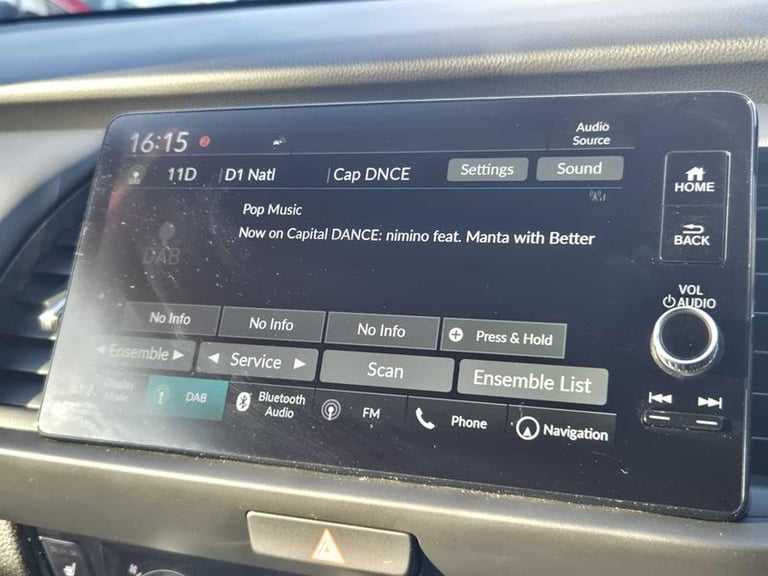 16:15
Audio
Source
11D D1 Natl Cap DNCE Settings Sound
HOME
Pop Music
Now on Capital DANCE: nimino feat. Manta with Better
BACK
DAB
VOL
AUDIO
No Info No Info No Info Press & Hold
Ensemble Service Scan Ensemble List
Display
Mode
DAB Bluetooth
Audio
FM Phone Navigation